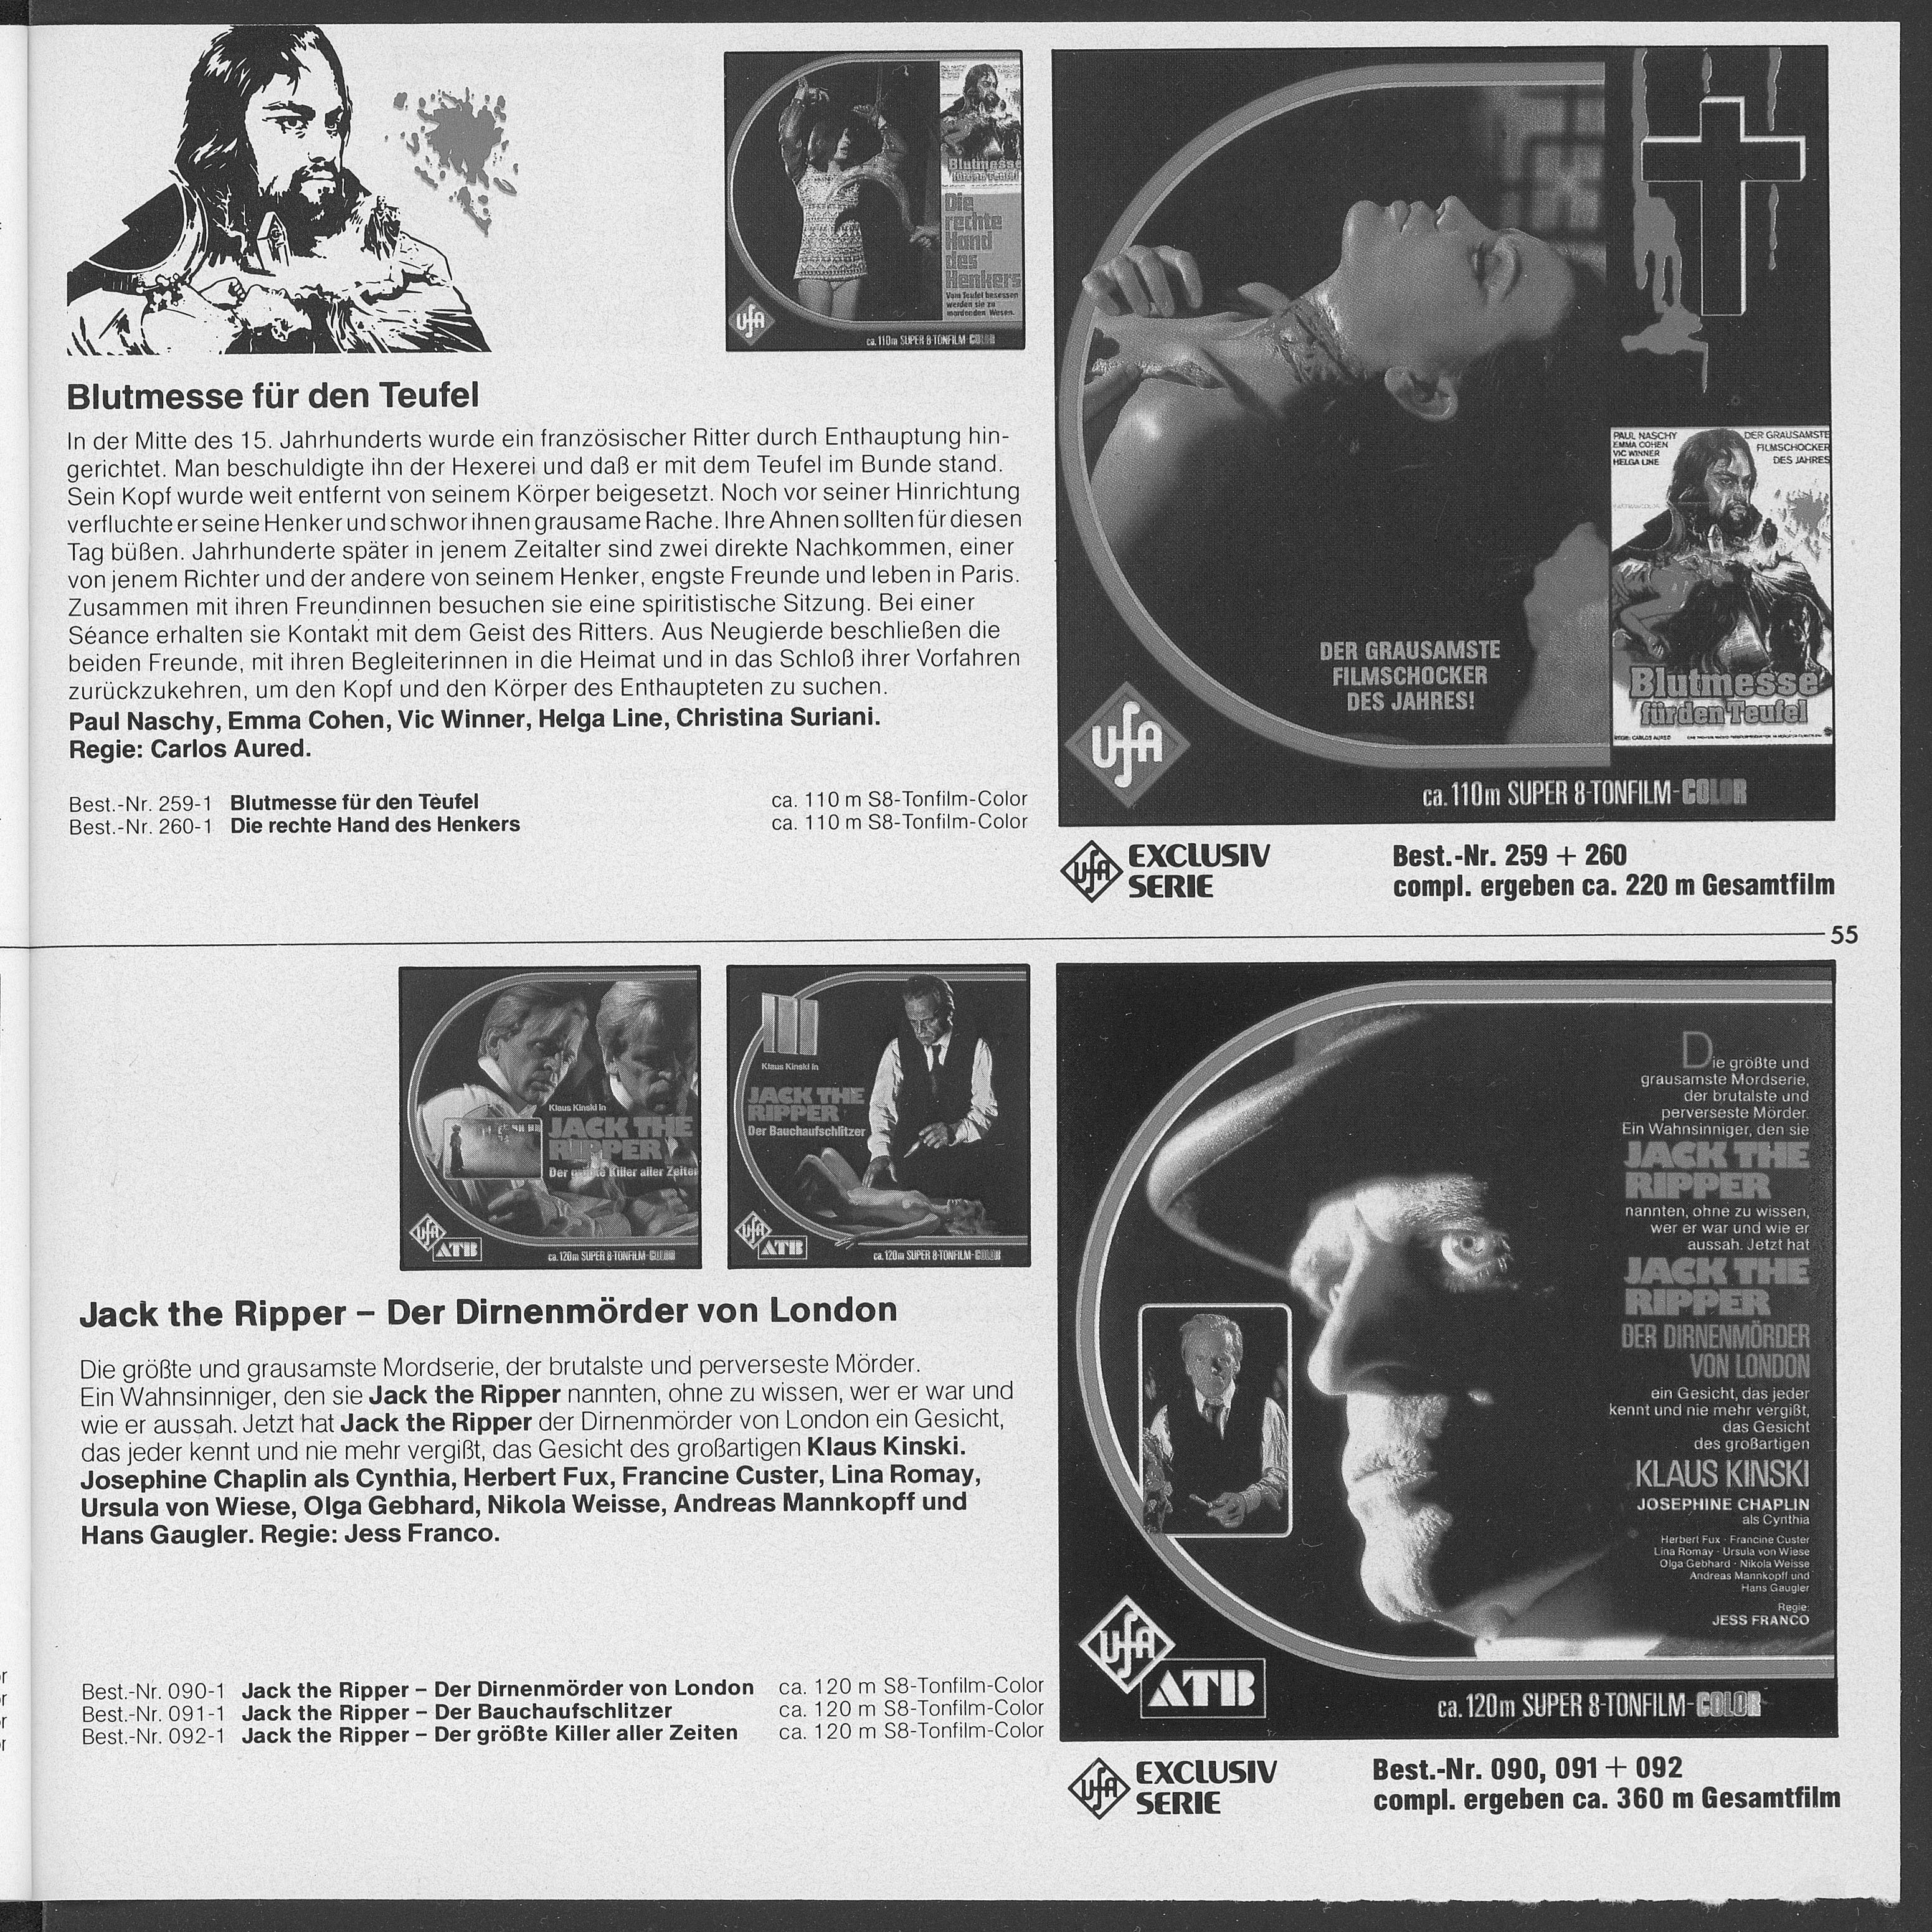 Blutmesse
für den Teufel
Die
rechte
Hand
des
Henkers
Vom Teufel besessen
werden sie zu
mordenden Wesen.
UfA
ca. 110m SUPER 8-TONFILM-COLOR
Blutmesse für den Teufel
In der Mitte des 15. Jahrhunderts wurde ein französischer Ritter durch Enthauptung hin-
gerichtet. Man beschuldigte ihn der Hexerei und daß er mit dem Teufel im Bunde stand.
Sein Kopf wurde weit entfernt von seinem Körper beigesetzt. Noch vor seiner Hinrichtung
verfluchte er seine Henker und schwor ihnen grausame Rache. Ihre Ahnen sollten für diesen
Tag büßen. Jahrhunderte später in jenem Zeitalter sind zwei direkte Nachkommen, einer
von jenem Richter und der andere von seinem Henker, engste Freunde und leben in Paris.
Zusammen mit ihren Freundinnen besuchen sie eine spiritistische Sitzung. Bei einer
Séance erhalten sie Kontakt mit dem Geist des Ritters. Aus Neugierde beschließen die
beiden Freunde, mit ihren Begleiterinnen in die Heimat und in das Schloß ihrer Vorfahren
zurückzukehren, um den Kopf und den Körper des Enthaupteten zu suchen.
Paul Naschy, Emma Cohen, Vic Winner, Helga Line, Christina Suriani.
Regie: Carlos Aured.
Best.-Nr. 259-1 Blutmesse für den Teufel ca. 110 m S8-Tonfilm-Color
Best.-Nr. 260-1 Die rechte Hand des Henkers ca. 110 m S8-Tonfilm-Color
PAUL NASCHY
EMMA COHEN
VIC WINNER
HELGA LINE
DER GRAUSAMSTE
FILMSCHOCKER
DES JAHRES
DER GRAUSAMSTE
FILMSCHOCKER
DES JAHRES!
Blutmesse
für den Teufel
REGIE: CARLOS AURED
UfA
ca. 110m SUPER 8-TONFILM-COLOR
UfA EXCLUSIV
SERIE
Best.-Nr. 259 + 260
compl. ergeben ca. 220 m Gesamtfilm
55
Klaus Kinski in
JACK THE
RIPPER
Der größte Killer aller Zeiten
UfA
ATB
ca. 120m SUPER 8-TONFILM-COLOR
Klaus Kinski in
JACK THE
RIPPER
Der Bauchaufschlitzer
UfA
ATB
ca. 120m SUPER 8-TONFILM-COLOR
Jack the Ripper – Der Dirnenmörder von London
Die größte und grausamste Mordserie, der brutalste und perverseste Mörder.
Ein Wahnsinniger, den sie Jack the Ripper nannten, ohne zu wissen, wer er war und
wie er aussah. Jetzt hat Jack the Ripper der Dirnenmörder von London ein Gesicht,
das jeder kennt und nie mehr vergißt, das Gesicht des großartigen Klaus Kinski.
Josephine Chaplin als Cynthia, Herbert Fux, Francine Custer, Lina Romay,
Ursula von Wiese, Olga Gebhard, Nikola Weisse, Andreas Mannkopff und
Hans Gaugler. Regie: Jess Franco.
Best.-Nr. 090-1 Jack the Ripper – Der Dirnenmörder von London ca. 120 m S8-Tonfilm-Color
Best.-Nr. 091-1 Jack the Ripper – Der Bauchaufschlitzer ca. 120 m S8-Tonfilm-Color
Best.-Nr. 092-1 Jack the Ripper – Der größte Killer aller Zeiten ca. 120 m S8-Tonfilm-Color
Die größte und
grausamste Mordserie,
der brutalste und
perverseste Mörder.
Ein Wahnsinniger, den sie
JACK THE
RIPPER
nannten, ohne zu wissen,
wer er war und wie er
aussah. Jetzt hat
JACK THE
RIPPER
DER DIRNENMÖRDER
VON LONDON
ein Gesicht, das jeder
kennt und nie mehr vergißt,
das Gesicht
des großartigen
KLAUS KINSKI
JOSEPHINE CHAPLIN
als Cynthia
Herbert Fux · Francine Custer
Lina Romay · Ursula von Wiese
Olga Gebhard · Nikola Weisse
Andreas Mannkopff und
Hans Gaugler
Regie:
JESS FRANCO
UfA
ATB
ca. 120m SUPER 8-TONFILM-COLOR
UfA EXCLUSIV
SERIE
Best.-Nr. 090, 091 + 092
compl. ergeben ca. 360 m Gesamtfilm